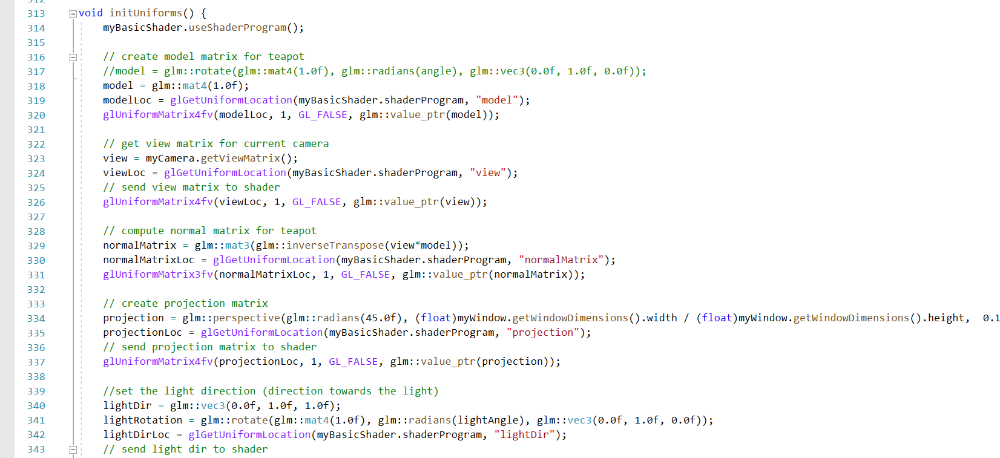 312
313 void initUniforms() {
314 myBasicShader.useShaderProgram();
315
316 // create model matrix for teapot
317 //model = glm::rotate(glm::mat4(1.0f), glm::radians(angle), glm::vec3(0.0f, 1.0f, 0.0f));
318 model = glm::mat4(1.0f);
319 modelLoc = glGetUniformLocation(myBasicShader.shaderProgram, "model");
320 glUniformMatrix4fv(modelLoc, 1, GL_FALSE, glm::value_ptr(model));
321
322 // get view matrix for current camera
323 view = myCamera.getViewMatrix();
324 viewLoc = glGetUniformLocation(myBasicShader.shaderProgram, "view");
325 // send view matrix to shader
326 glUniformMatrix4fv(viewLoc, 1, GL_FALSE, glm::value_ptr(view));
327
328 // compute normal matrix for teapot
329 normalMatrix = glm::mat3(glm::inverseTranspose(view*model));
330 normalMatrixLoc = glGetUniformLocation(myBasicShader.shaderProgram, "normalMatrix");
331 glUniformMatrix3fv(normalMatrixLoc, 1, GL_FALSE, glm::value_ptr(normalMatrix));
332
333 // create projection matrix
334 projection = glm::perspective(glm::radians(45.0f), (float)myWindow.getWindowDimensions().width / (float)myWindow.getWindowDimensions().height, 0.1
335 projectionLoc = glGetUniformLocation(myBasicShader.shaderProgram, "projection");
336 // send projection matrix to shader
337 glUniformMatrix4fv(projectionLoc, 1, GL_FALSE, glm::value_ptr(projection));
338
339 //set the light direction (direction towards the light)
340 lightDir = glm::vec3(0.0f, 1.0f, 1.0f);
341 lightRotation = glm::rotate(glm::mat4(1.0f), glm::radians(lightAngle), glm::vec3(0.0f, 1.0f, 0.0f));
342 lightDirLoc = glGetUniformLocation(myBasicShader.shaderProgram, "lightDir");
343 // send light dir to shader